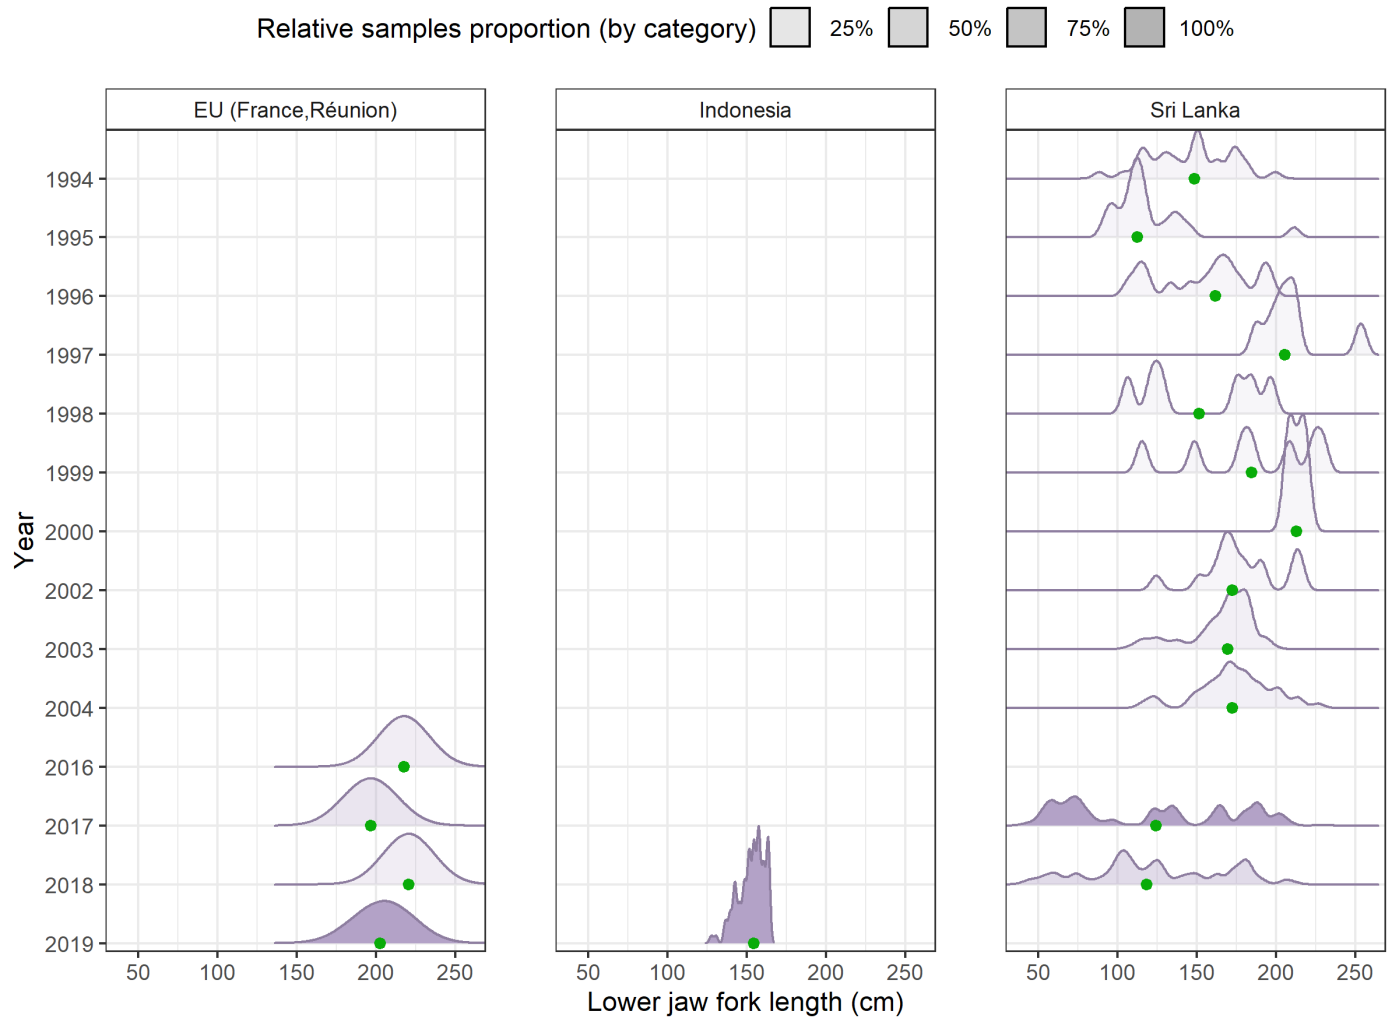 Relative samples proportion (by category) 25% 50% 75% 100%
EU (France,Réunion) Indonesia Sri Lanka
Year
1994
1995
1996
1997
1998
1999
2000
2002
2003
2004
2016
2017
2018
2019
50 100 150 200 250 50 100 150 200 250 50 100 150 200 250
Lower jaw fork length (cm)